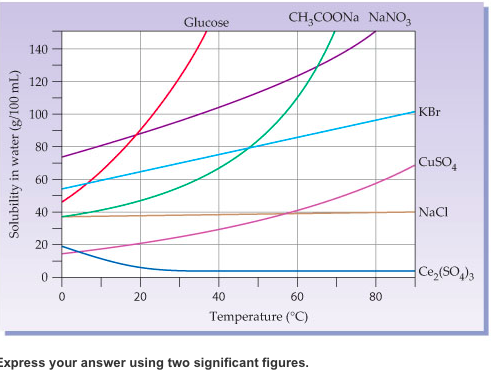 Glucose CH₃COONa NaNO₃
140
120
100
80
60
40
20
0
Solubility in water (g/100 mL)
KBr
CuSO₄
NaCl
Ce₂(SO₄)₃
0 20 40 60 80
Temperature (°C)
Express your answer using two significant figures.